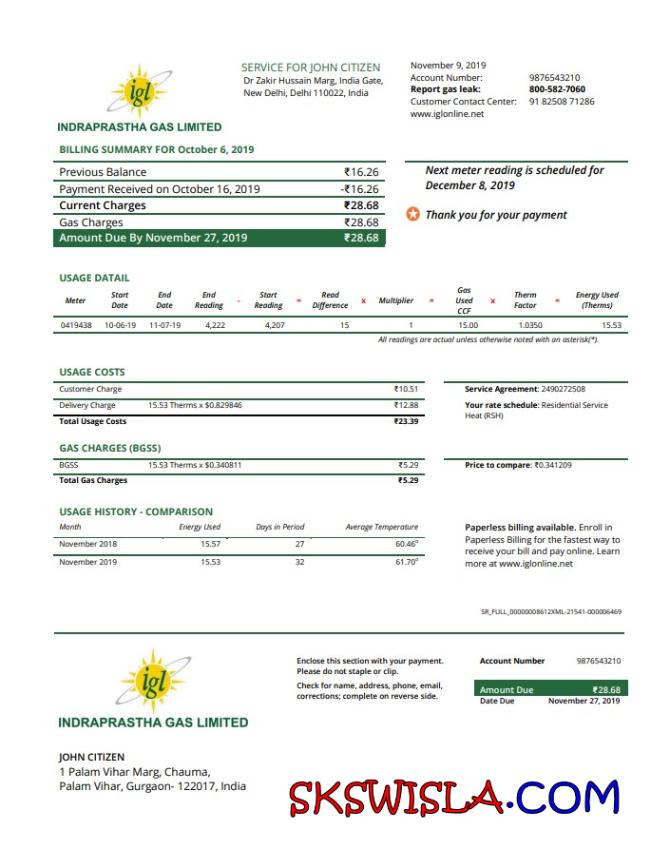 igl
INDRAPRASTHA GAS LIMITED
SERVICE FOR JOHN CITIZEN
Dr Zakir Hussain Marg, India Gate,
New Delhi, Delhi 110022, India
November 9, 2019
Account Number: 9876543210
Report gas leak: 800-582-7060
Customer Contact Center: 91 82508 71286
www.iglonline.net
BILLING SUMMARY FOR October 6, 2019
Previous Balance ₹16.26
Payment Received on October 16, 2019 -₹16.26
Current Charges ₹28.68
Gas Charges ₹28.68
Amount Due By November 27, 2019 ₹28.68
Next meter reading is scheduled for
December 8, 2019
Thank you for your payment
USAGE DATAIL
Meter Start Date End Date End Reading - Start Reading = Read Difference x Multiplier = Gas Used CCF x Therm Factor = Energy Used (Therms)
0419438 10-06-19 11-07-19 4,222 4,207 15 1 15.00 1.0350 15.53
All readings are actual unless otherwise noted with an asterisk(*).
USAGE COSTS
Customer Charge ₹10.51
Delivery Charge 15.53 Therms x $0.829846 ₹12.88
Total Usage Costs ₹23.39
Service Agreement: 2490272508
Your rate schedule: Residential Service
Heat (RSH)
GAS CHARGES (BGSS)
BGSS 15.53 Therms x $0.340811 ₹5.29
Total Gas Charges ₹5.29
Price to compare: ₹0.341209
USAGE HISTORY - COMPARISON
Month Energy Used Days in Period Average Temperature
November 2018 15.57 27 60.46°
November 2019 15.53 32 61.70°
Paperless billing available. Enroll in
Paperless Billing for the fastest way to
receive your bill and pay online. Learn
more at www.iglonline.net
SR_FULL_00000008612XML-21541-000006469
igl
INDRAPRASTHA GAS LIMITED
Enclose this section with your payment.
Please do not staple or clip.
Check for name, address, phone, email,
corrections; complete on reverse side.
Account Number 9876543210
Amount Due ₹28.68
Date Due November 27, 2019
JOHN CITIZEN
1 Palam Vihar Marg, Chauma,
Palam Vihar, Gurgaon- 122017, India
SKSWISLA.COM